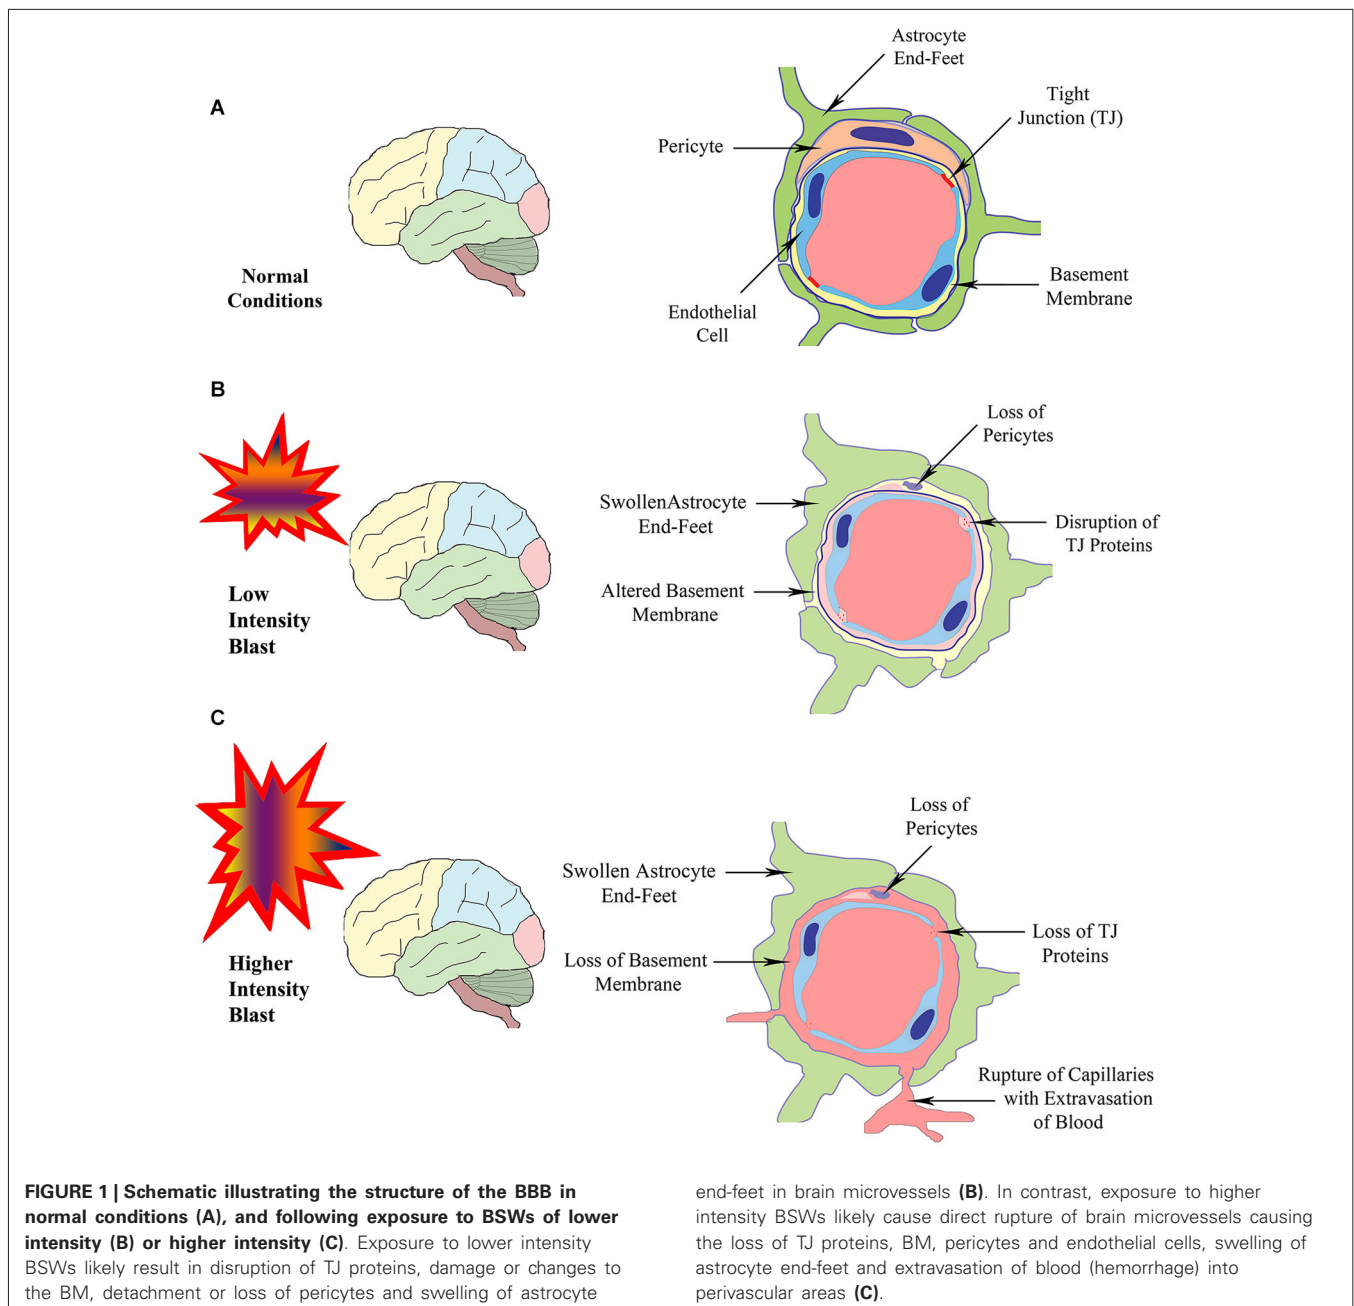 A
Normal
Conditions
Astrocyte
End-Feet
Tight
Junction (TJ)
Pericyte
Endothelial
Cell
Basement
Membrane
B
Low
Intensity
Blast
Loss of
Pericytes
SwollenAstrocyte
End-Feet
Disruption of
TJ Proteins
Altered Basement
Membrane
C
Higher
Intensity
Blast
Loss of
Pericytes
Swollen Astrocyte
End-Feet
Loss of TJ
Proteins
Loss of Basement
Membrane
Rupture of Capillaries
with Extravasation
of Blood
FIGURE 1 | Schematic illustrating the structure of the BBB in
normal conditions (A), and following exposure to BSWs of lower
intensity (B) or higher intensity (C). Exposure to lower intensity
BSWs likely result in disruption of TJ proteins, damage or changes to
the BM, detachment or loss of pericytes and swelling of astrocyte
end-feet in brain microvessels (B). In contrast, exposure to higher
intensity BSWs likely cause direct rupture of brain microvessels causing
the loss of TJ proteins, BM, pericytes and endothelial cells, swelling of
astrocyte end-feet and extravasation of blood (hemorrhage) into
perivascular areas (C).